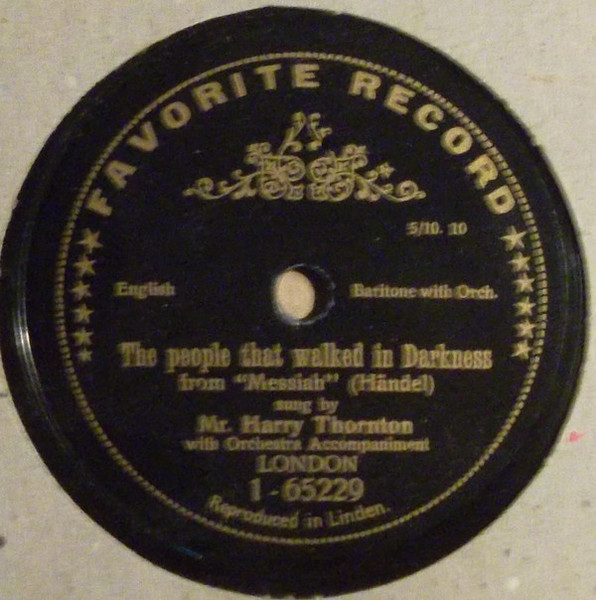 FAVORITE RECORD
5/10. 10
English
Baritone with Orch.
The people that walked in Darkness
from "Messiah" (Händel)
sung by
Mr. Harry Thornton
with Orchestra Accompaniment
LONDON
1-65229
Reproduced in Linden.